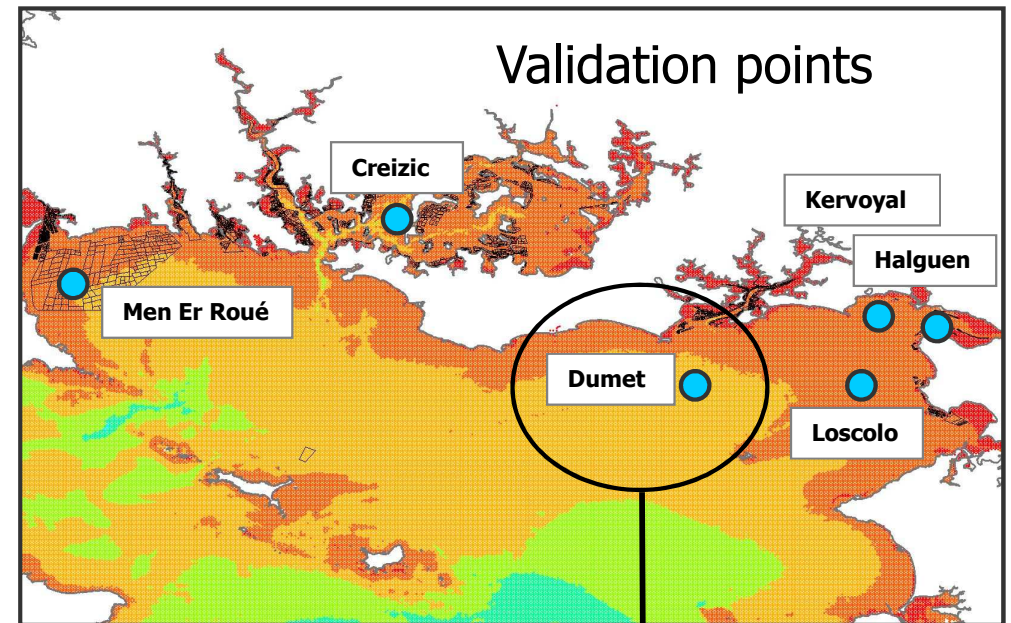 Validation points
Creizic
Kervoyal
Halguen
Men Er Roué
Dumet
Loscolo